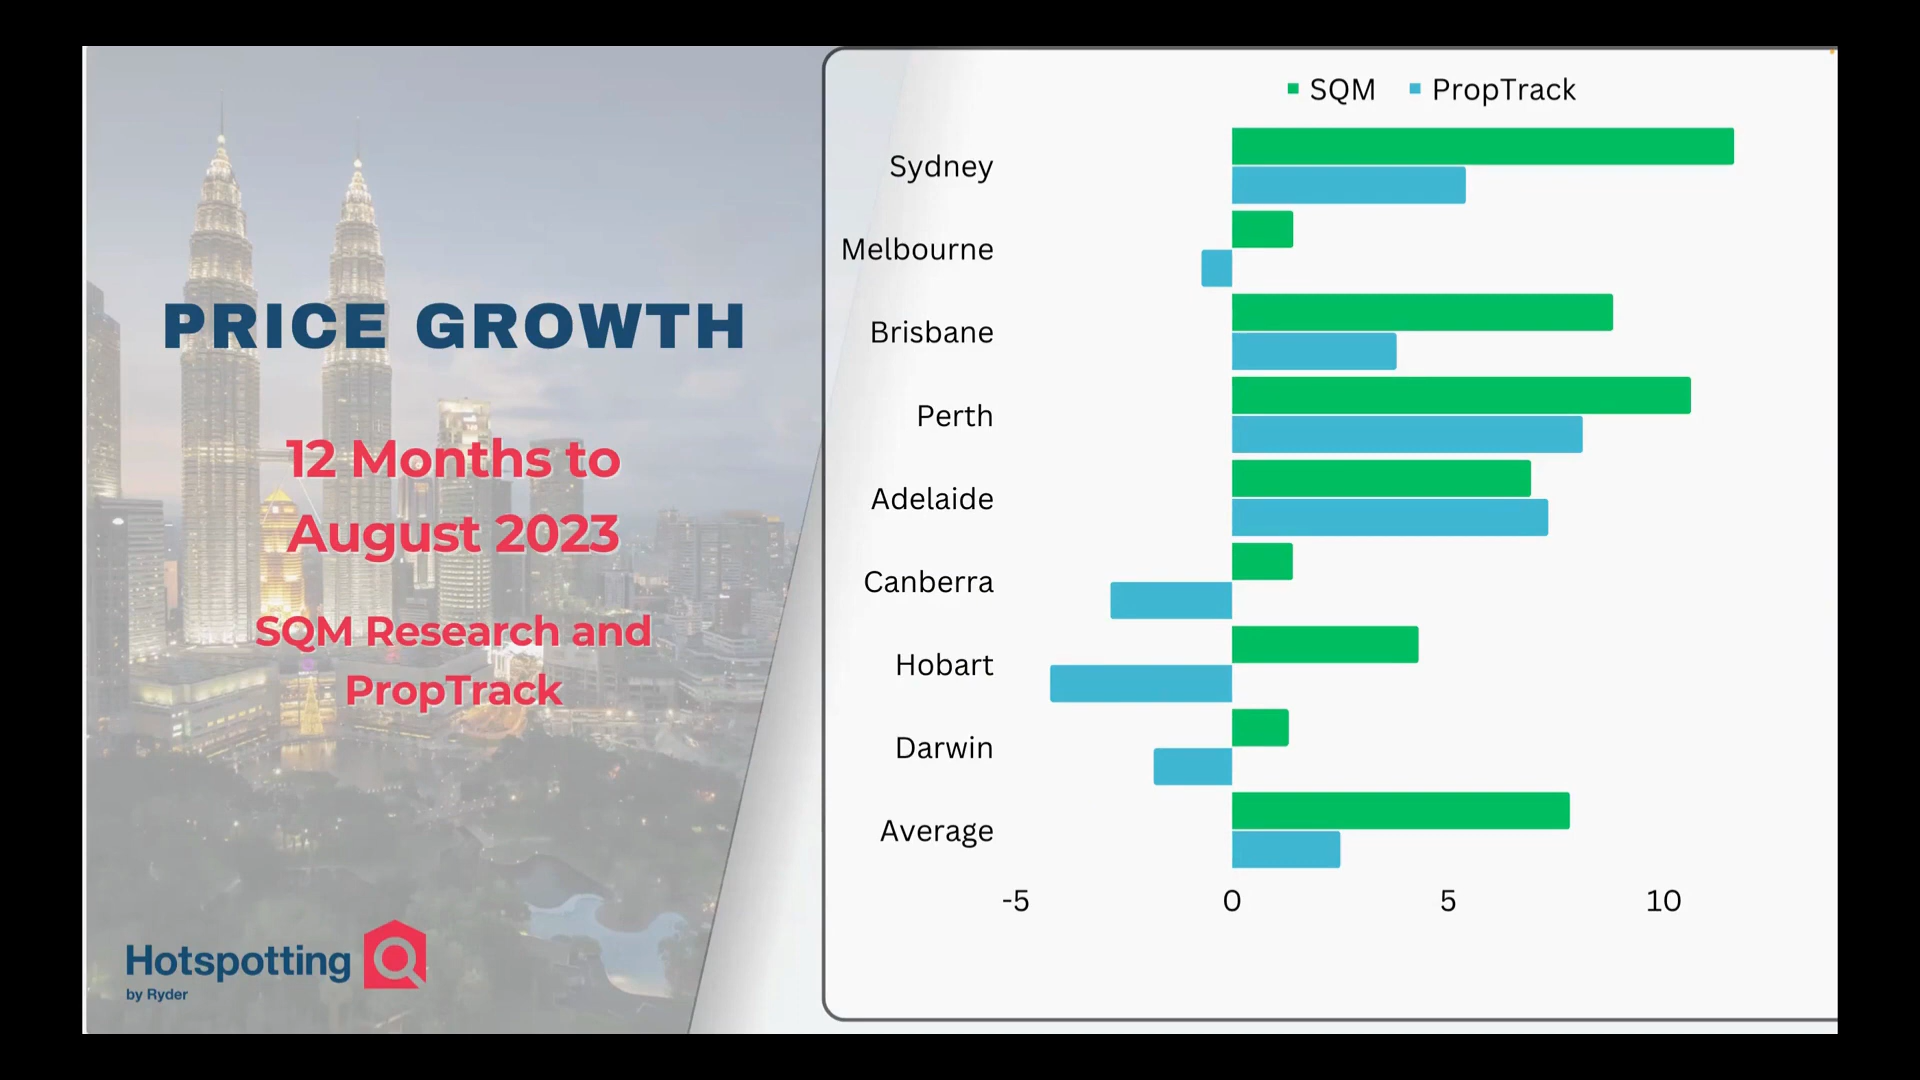 PRICE GROWTH
12 Months to
August 2023
SQM Research and
PropTrack
Hotspotting
by Ryder
SQM PropTrack
Sydney
Melbourne
Brisbane
Perth
Adelaide
Canberra
Hobart
Darwin
Average
-5 0 5 10